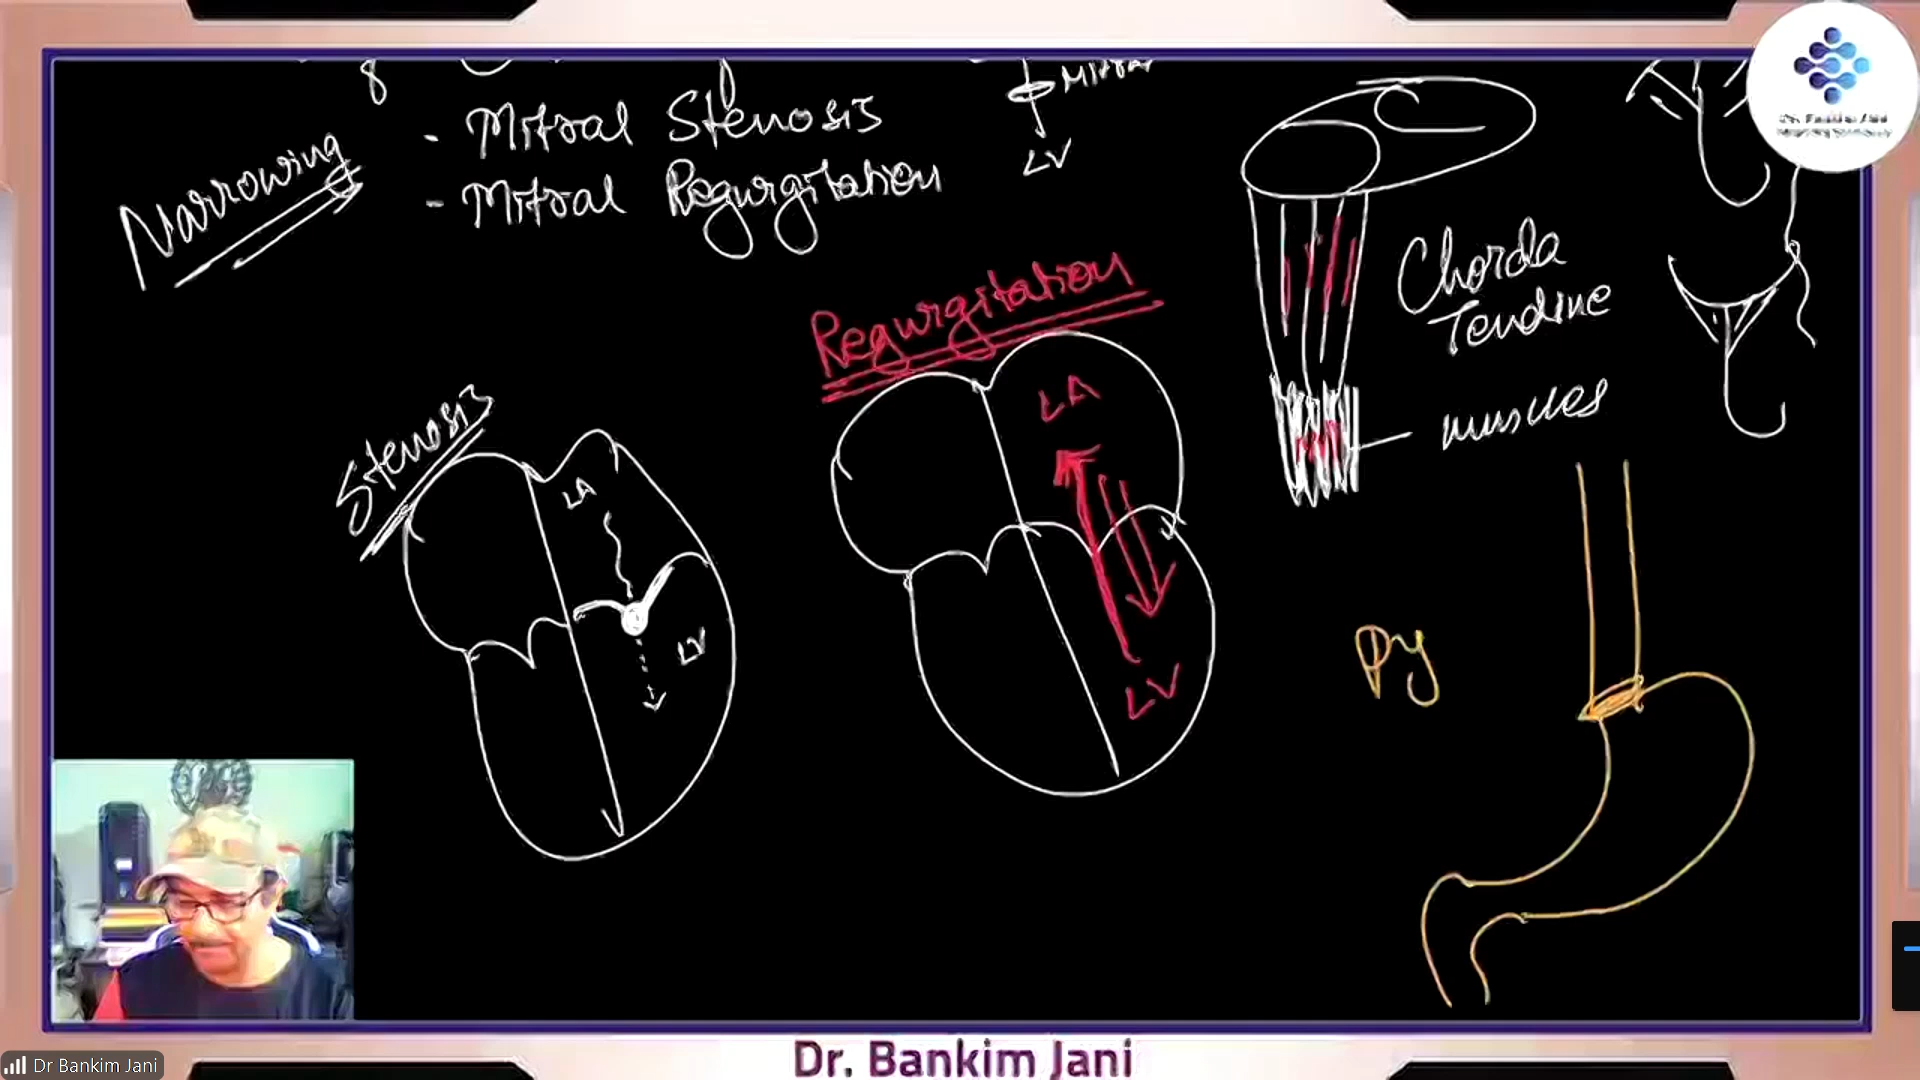 Mitral
LV
- Mitral Stenosis
- Mitral Regurgitation
Narrowing
Regurgitation
Chorda
Tendine
muscles
Stenosis
LA
LV
LA
LV
Py
Dr. Bankim Jani
Dr Bankim Jani